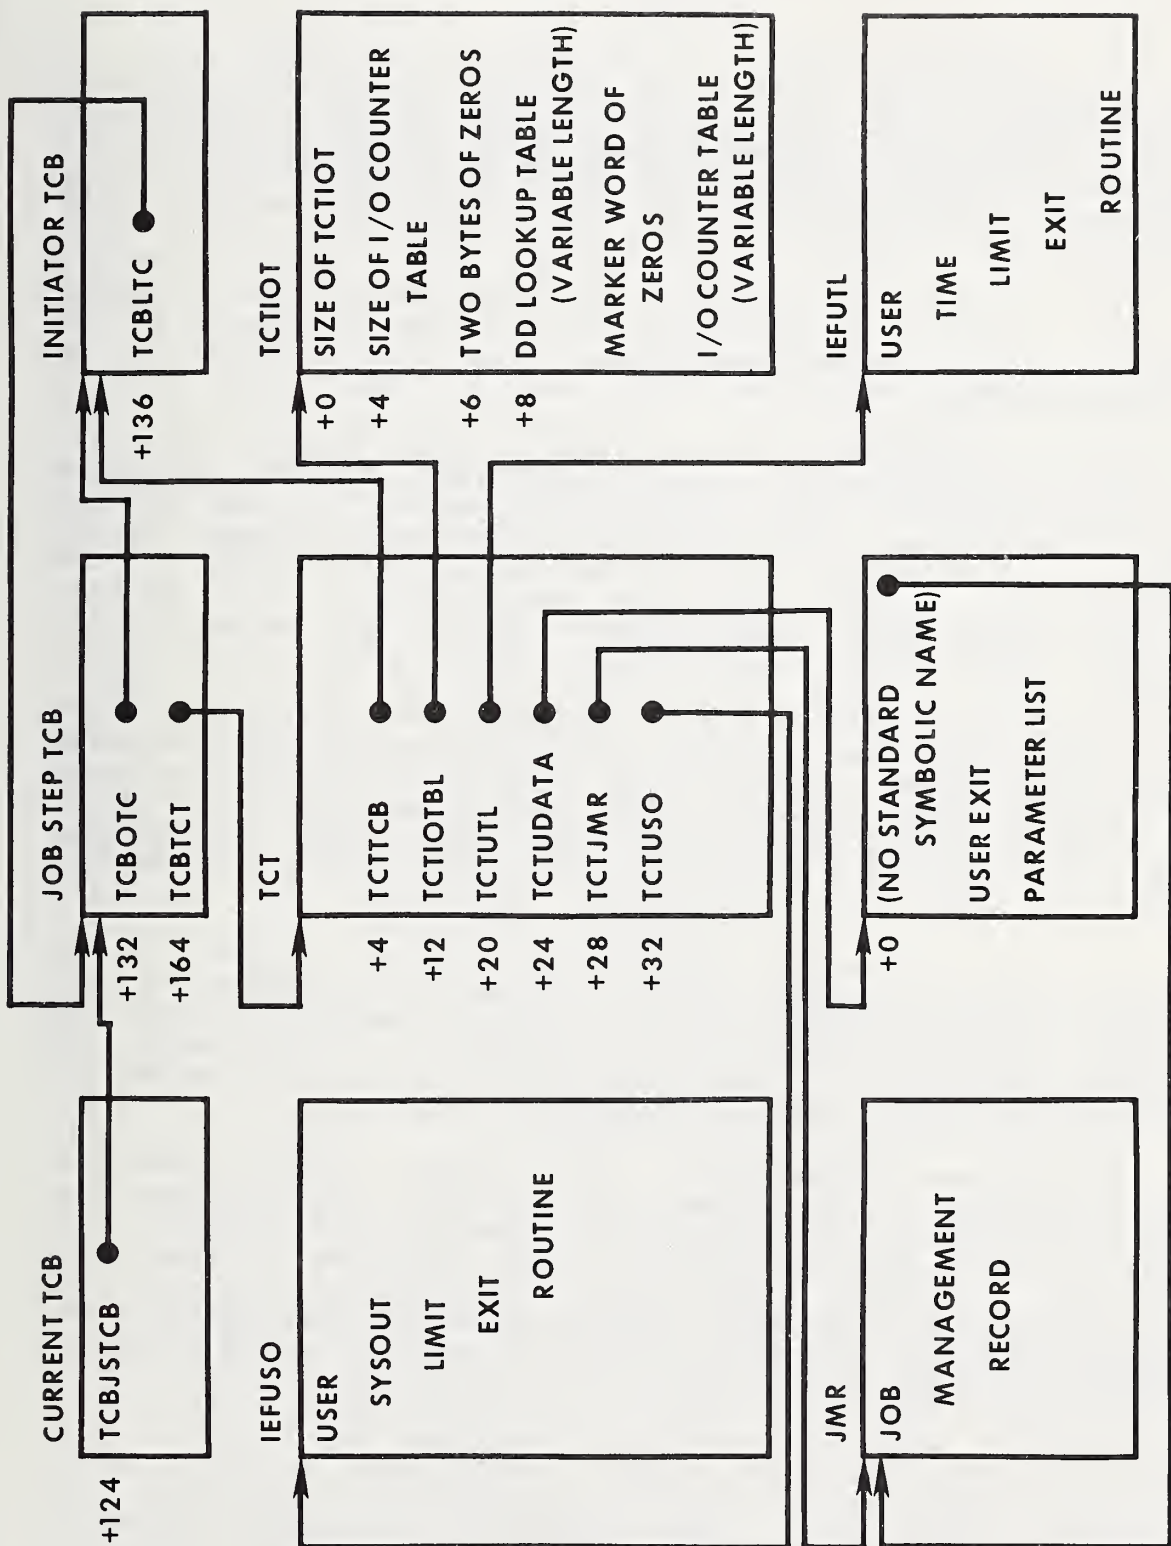 CURRENT TCB
+124
TCBJSTCB
JOB STEP TCB
+132
TCBOTC
+164
TCBTCT
INITIATOR TCB
+136
TCBLTC
IEFUSO
USER
SYSOUT
LIMIT
EXIT
ROUTINE
TCT
+4
TCTTCB
+12
TCTIOTBL
+20
TCTUTL
+24
TCTUDATA
+28
TCTJMR
+32
TCTUSO
TCTIOT
+0
SIZE OF TCTIOT
+4
SIZE OF I/O COUNTER
TABLE
+6
TWO BYTES OF ZEROS
+8
DD LOOKUP TABLE
(VARIABLE LENGTH)
MARKER WORD OF
ZEROS
I/O COUNTER TABLE
(VARIABLE LENGTH)
JMR
JOB
MANAGEMENT
RECORD
+0
(NO STANDARD
SYMBOLIC NAME)
USER EXIT
PARAMETER LIST
IEFUTL
USER
TIME
LIMIT
EXIT
ROUTINE